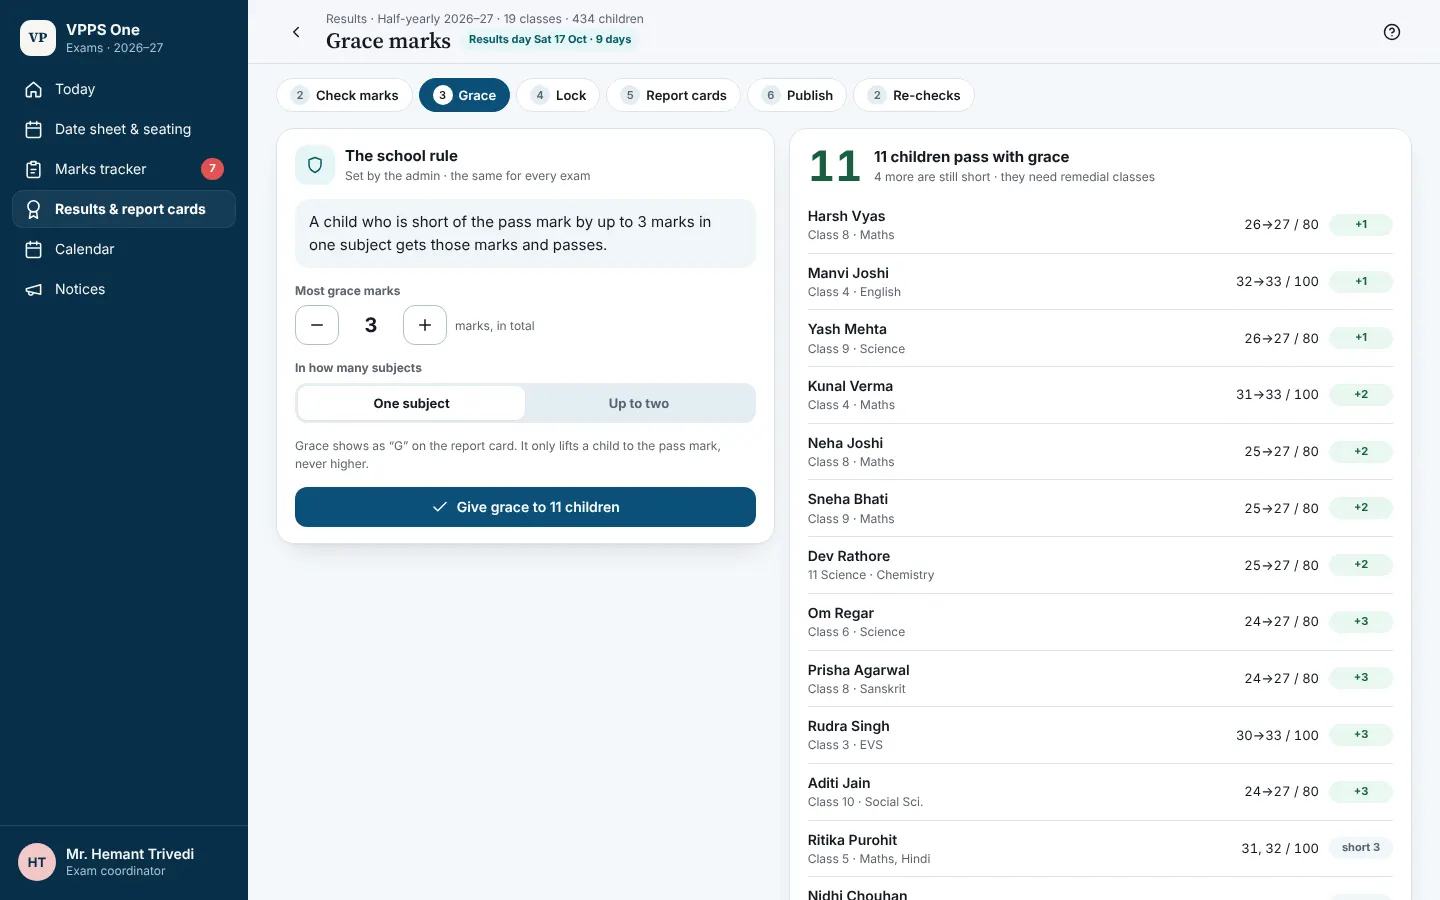 VP
VPPS One
Exams · 2026–27
Today
Date sheet & seating
Marks tracker
7
Results & report cards
Calendar
Notices
HT
Mr. Hemant Trivedi
Exam coordinator
Results · Half-yearly 2026–27 · 19 classes · 434 children
Grace marks
Results day Sat 17 Oct · 9 days
2 Check marks
3 Grace
4 Lock
5 Report cards
6 Publish
2 Re-checks
The school rule
Set by the admin · the same for every exam
A child who is short of the pass mark by up to 3 marks in
one subject gets those marks and passes.
Most grace marks
− 3 + marks, in total
In how many subjects
One subject
Up to two
Grace shows as “G” on the report card. It only lifts a child to the pass mark,
never higher.
Give grace to 11 children
11
11 children pass with grace
4 more are still short · they need remedial classes
Harsh Vyas
Class 8 · Maths
26→27 / 80 +1
Manvi Joshi
Class 4 · English
32→33 / 100 +1
Yash Mehta
Class 9 · Science
26→27 / 80 +1
Kunal Verma
Class 4 · Maths
31→33 / 100 +2
Neha Joshi
Class 8 · Maths
25→27 / 80 +2
Sneha Bhati
Class 9 · Maths
25→27 / 80 +2
Dev Rathore
11 Science · Chemistry
25→27 / 80 +2
Om Regar
Class 6 · Science
24→27 / 80 +3
Prisha Agarwal
Class 8 · Sanskrit
24→27 / 80 +3
Rudra Singh
Class 3 · EVS
30→33 / 100 +3
Aditi Jain
Class 10 · Social Sci.
24→27 / 80 +3
Ritika Purohit
Class 5 · Maths, Hindi
31, 32 / 100 short 3
Nidhi Chouhan